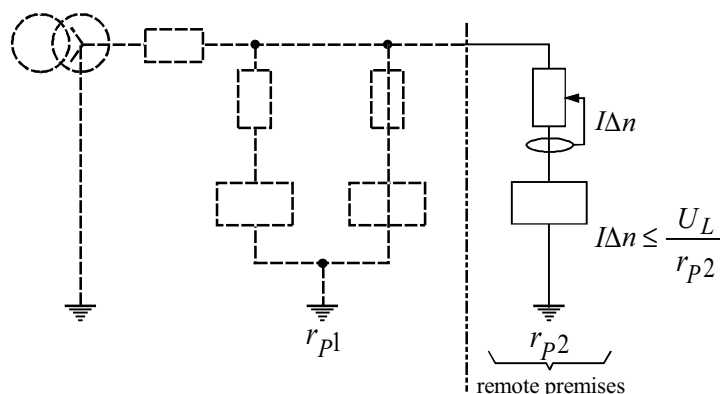 IΔn
IΔn ≤ U_L / r_P2
r_P1
r_P2
remote premises